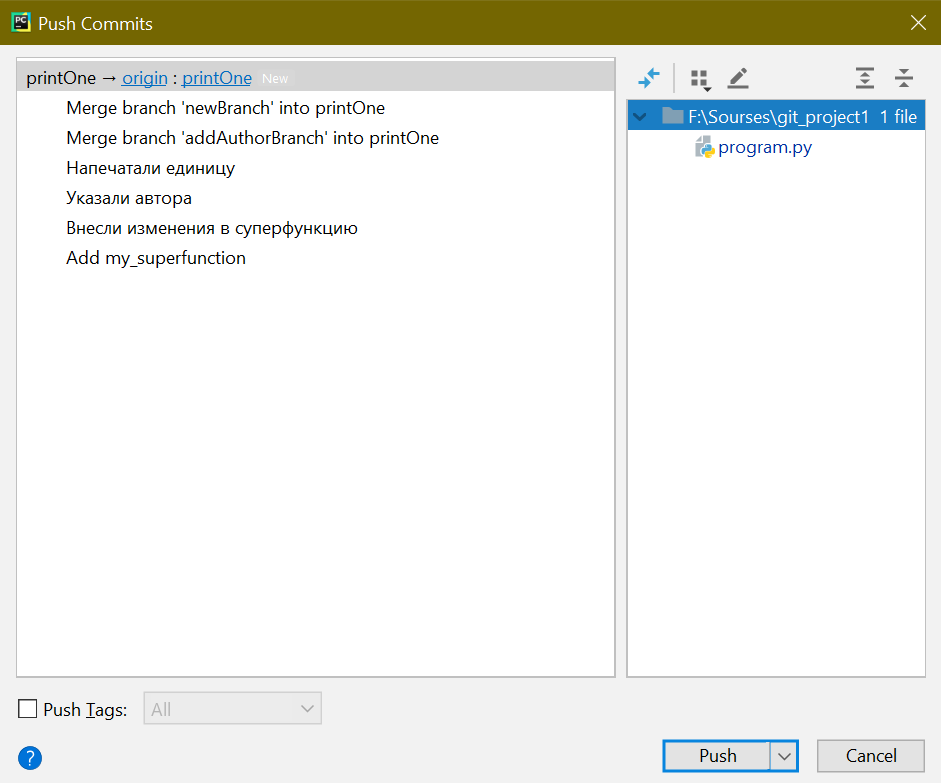 PC Push Commits
printOne → origin : printOne New
Merge branch 'newBranch' into printOne
Merge branch 'addAuthorBranch' into printOne
Напечатали единицу
Указали автора
Внесли изменения в суперфункцию
Add my_superfunction
F:\Sourses\git_project1 1 file
program.py
Push Tags: All
? Push Cancel